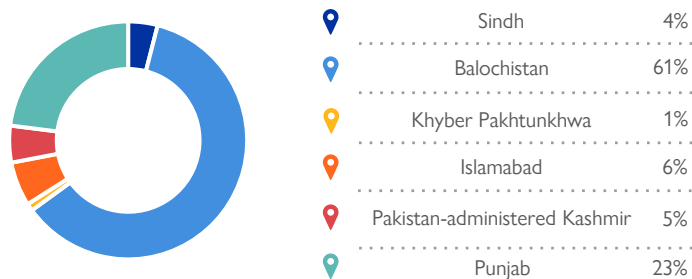 Sindh 4%
Balochistan 61%
Khyber Pakhtunkhwa 1%
Islamabad 6%
Pakistan-administered Kashmir 5%
Punjab 23%